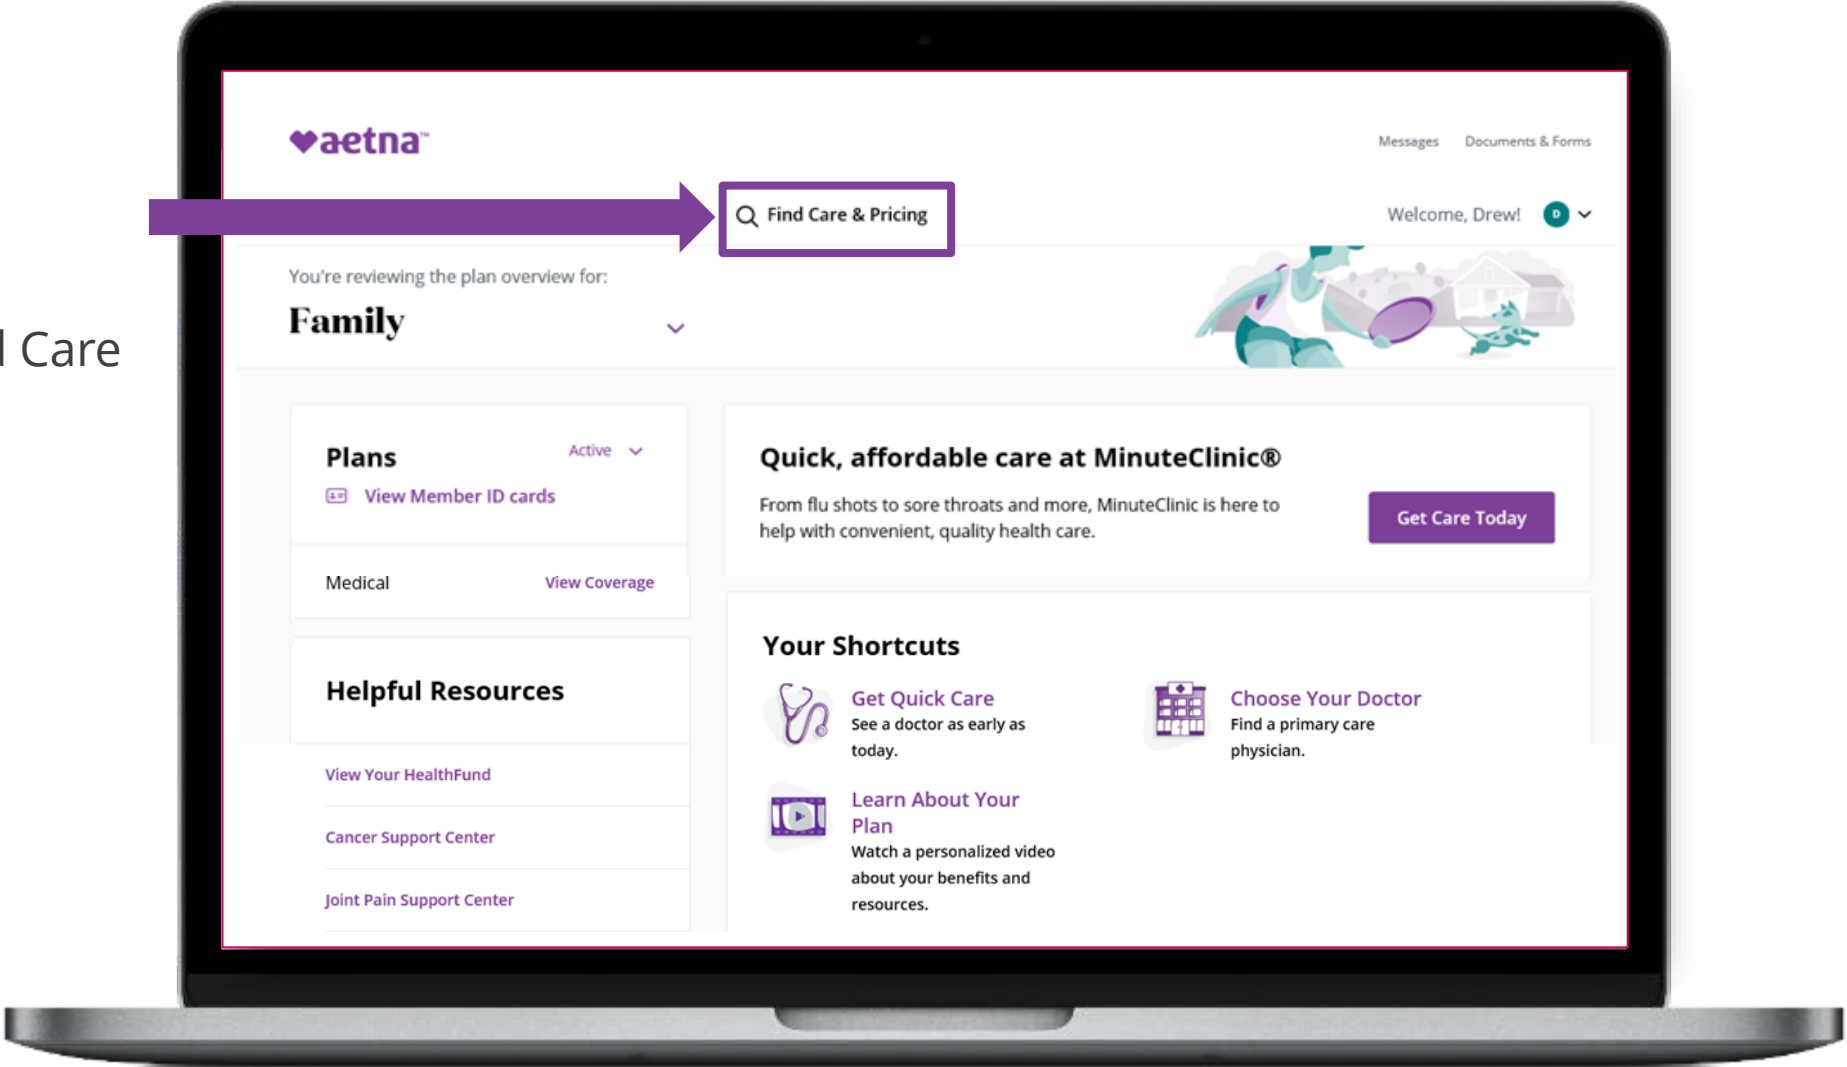 aetna™
Messages Documents & Forms
Find Care & Pricing
Welcome, Drew! D
You're reviewing the plan overview for:
Family
Care
Plans Active
View Member ID cards
Medical View Coverage
Quick, affordable care at MinuteClinic®
From flu shots to sore throats and more, MinuteClinic is here to
help with convenient, quality health care.
Get Care Today
Helpful Resources
View Your HealthFund
Cancer Support Center
Joint Pain Support Center
Your Shortcuts
Get Quick Care
See a doctor as early as
today.
Choose Your Doctor
Find a primary care
physician.
Learn About Your
Plan
Watch a personalized video
about your benefits and
resources.